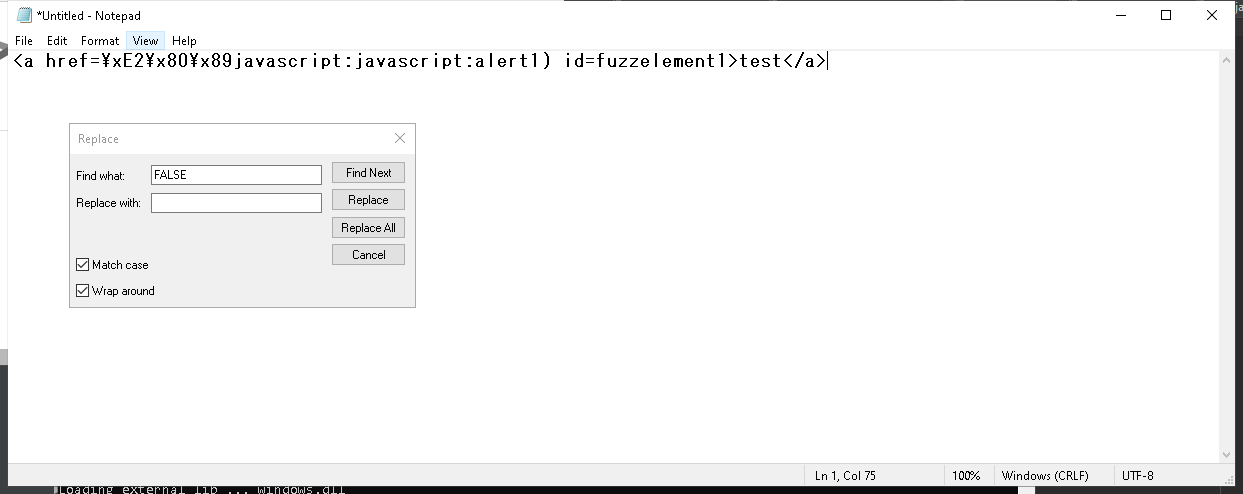 *Untitled - Notepad
File Edit Format View Help
<a href=¥xE2¥x80¥x89javascript:javascript:alert1) id=fuzzelement1>test</a>
Replace
Find what: FALSE
Find Next
Replace with:
Replace
Replace All
Cancel
Match case
Wrap around
Ln 1, Col 75 100% Windows (CRLF) UTF-8
Loading external lib ... windows.dll